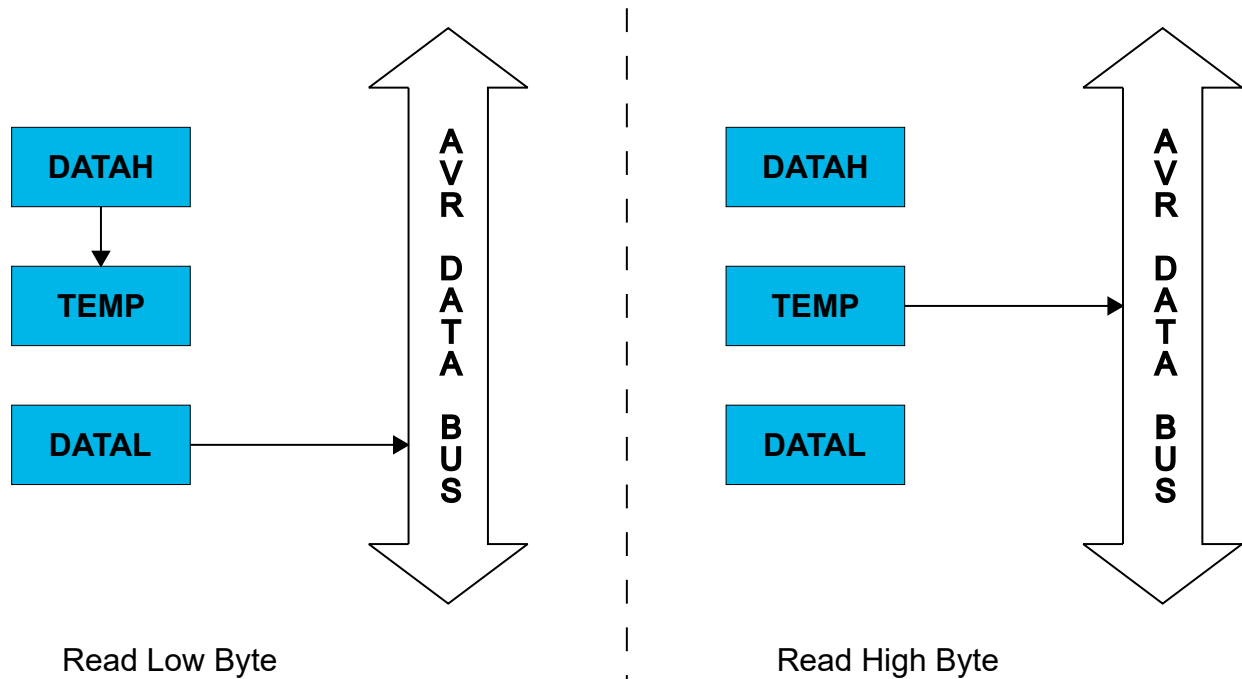 DATAH
TEMP
DATAL
AVR DATA BUS
Read Low Byte
DATAH
TEMP
DATAL
AVR DATA BUS
Read High Byte